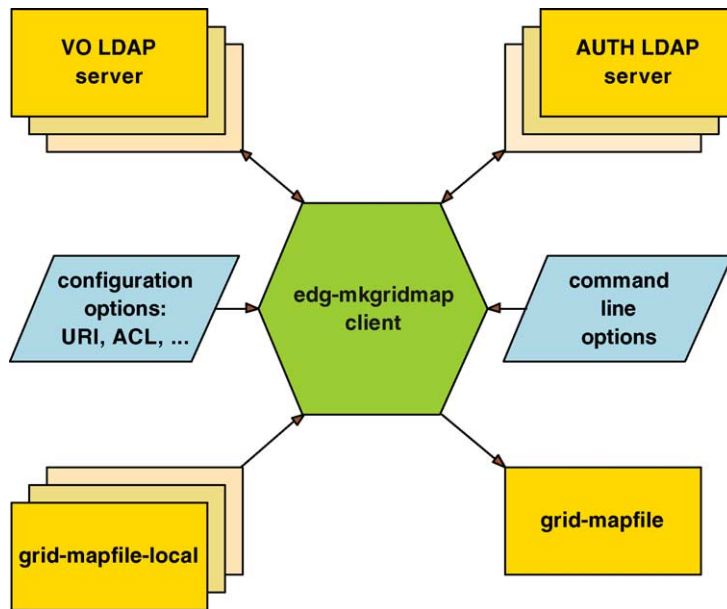 VO LDAP
server
AUTH LDAP
server
configuration
options:
URI, ACL, ...
edg-mkgridmap
client
command
line
options
grid-mapfile-local
grid-mapfile